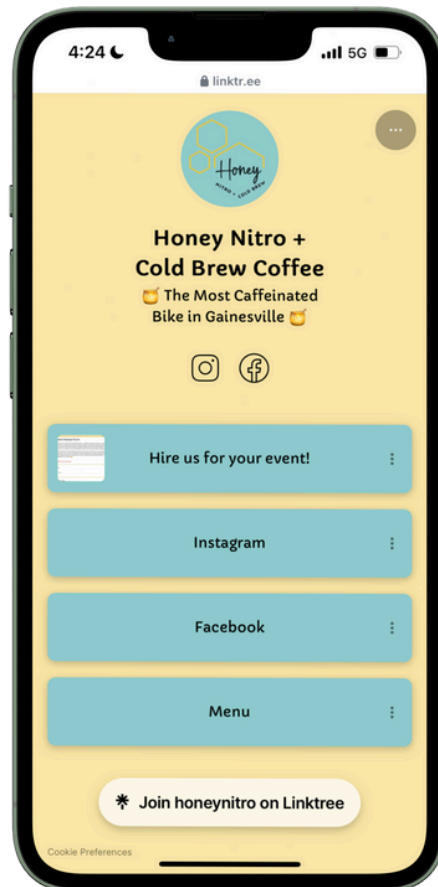 4:24
5G
linktr.ee
Honey
NITRO + COLD BREW
Honey Nitro +
Cold Brew Coffee
🍯 The Most Caffeinated
Bike in Gainesville 🍯
Hire us for your event!
Instagram
Facebook
Menu
Join honeynitro on Linktree
Cookie Preferences